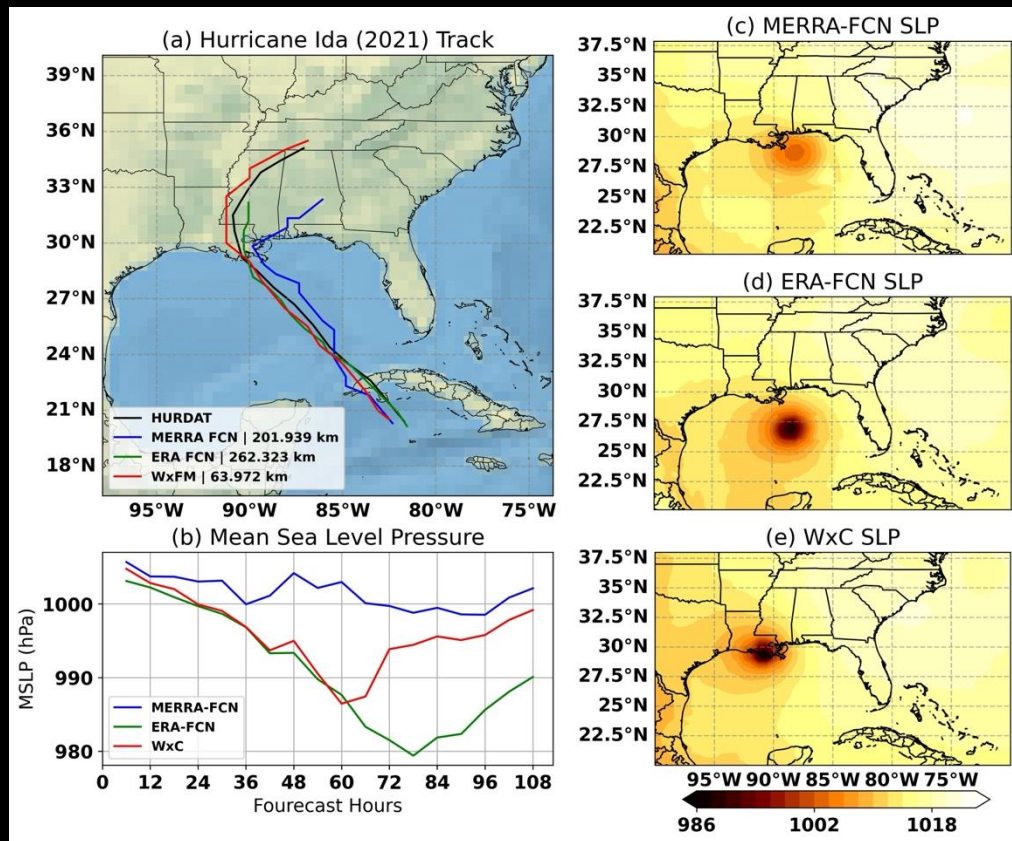 (a) Hurricane Ida (2021) Track
39°N
36°N
33°N
30°N
27°N
24°N
21°N
18°N
HURDAT
MERRA FCN | 201.939 km
ERA FCN | 262.323 km
WxFM | 63.972 km
95°W 90°W 85°W 80°W 75°W
(b) Mean Sea Level Pressure
MSLP (hPa)
1000
990
980
MERRA-FCN
ERA-FCN
WxC
0 12 24 36 48 60 72 84 96 108
Fourecast Hours
(c) MERRA-FCN SLP
37.5°N
35°N
32.5°N
30°N
27.5°N
25°N
22.5°N
(d) ERA-FCN SLP
37.5°N
35°N
32.5°N
30°N
27.5°N
25°N
22.5°N
(e) WxC SLP
37.5°N
35°N
32.5°N
30°N
27.5°N
25°N
22.5°N
95°W 90°W 85°W 80°W 75°W
986 1002 1018